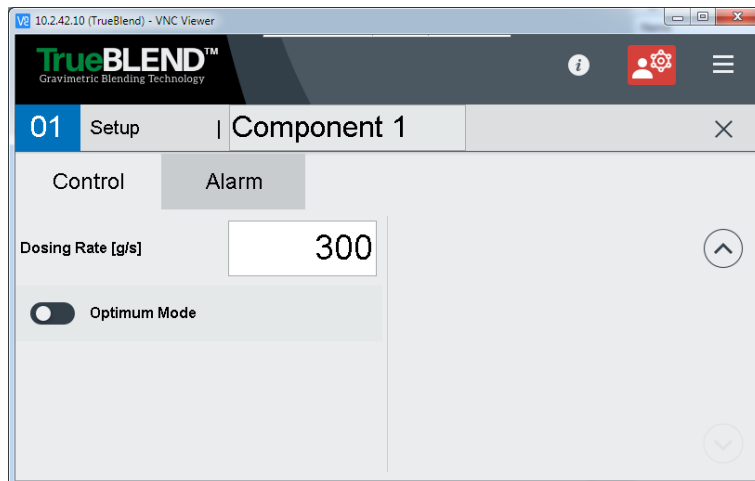 10.2.42.10 (TrueBlend) - VNC Viewer
TrueBLEND™
Gravimetric Blending Technology
01 Setup | Component 1
Control Alarm
Dosing Rate [g/s] 300
Optimum Mode